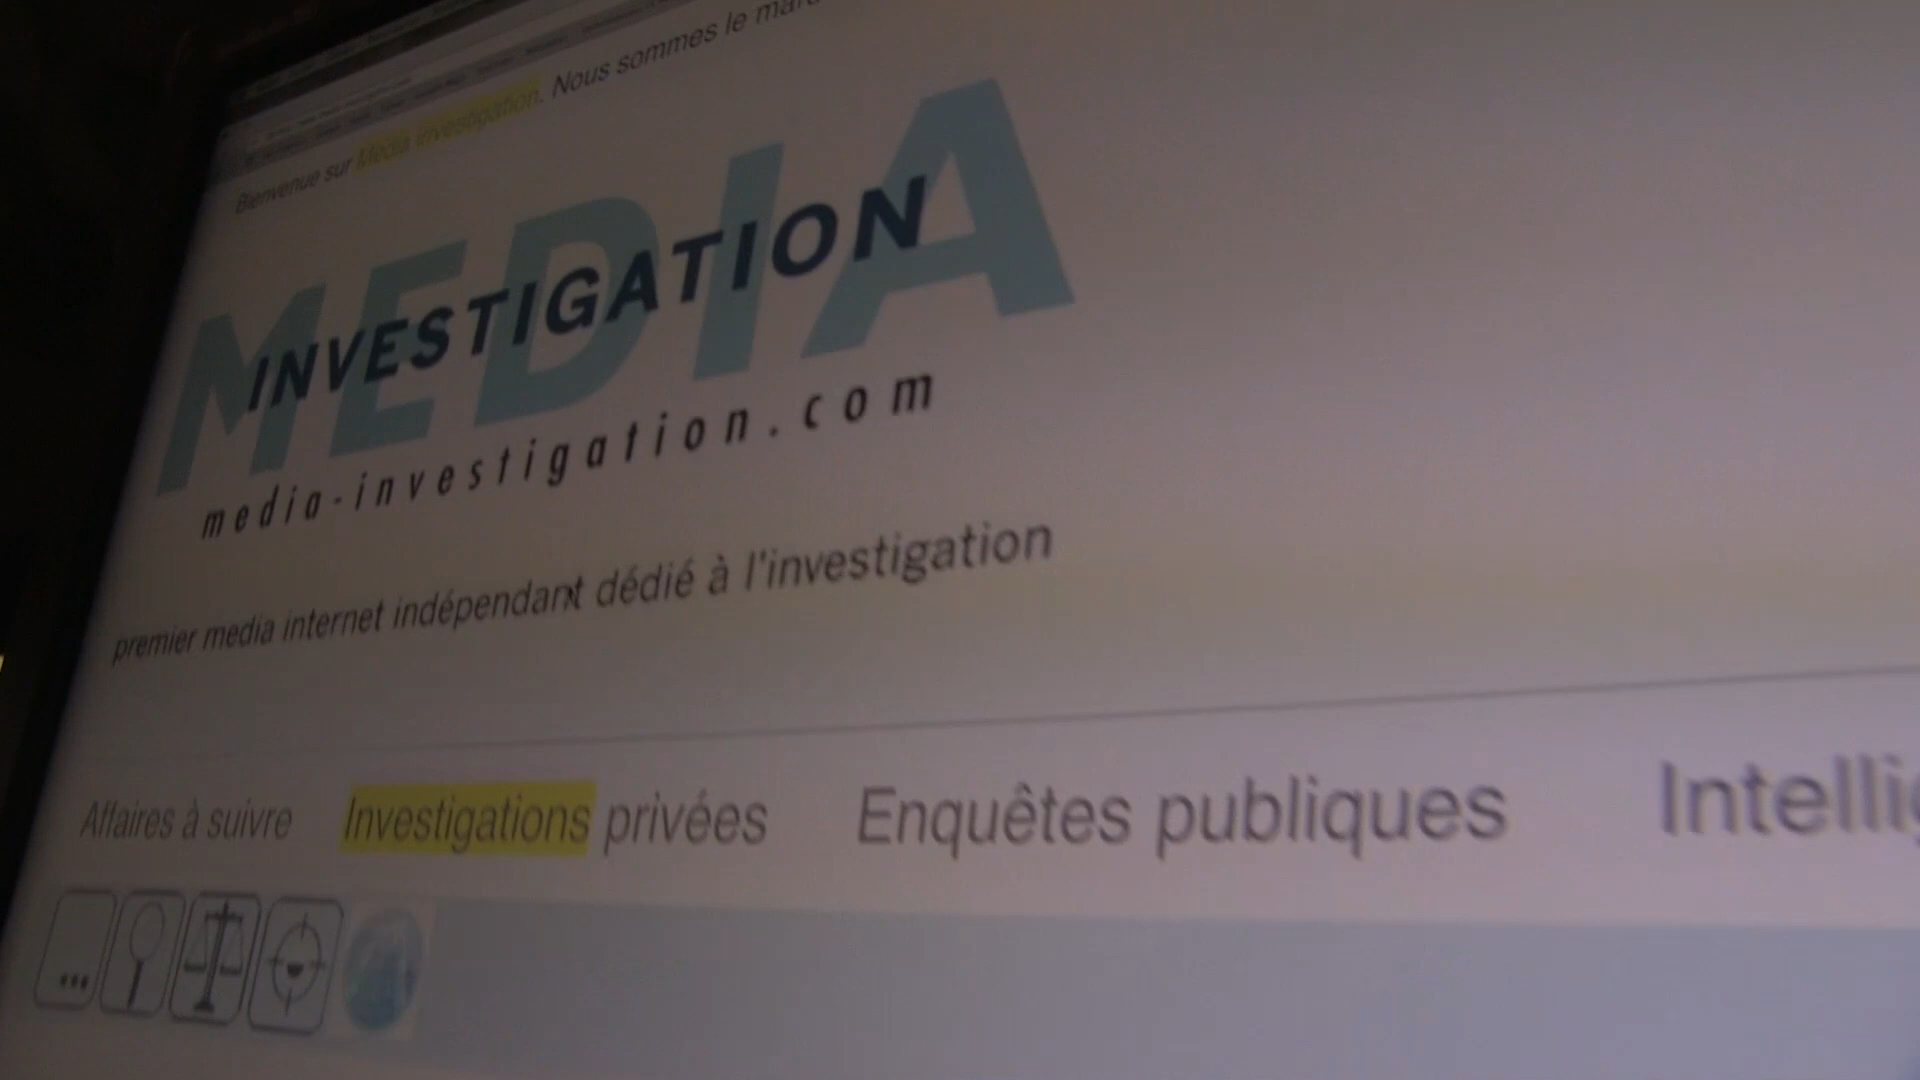 Bienvenue sur Media Investigation. Nous sommes le
MEDIA
INVESTIGATION
media-investigation.com
premier media internet indépendant dédié à l'investigation
Affaires à suivre Investigations privées Enquêtes publiques Intelli
...